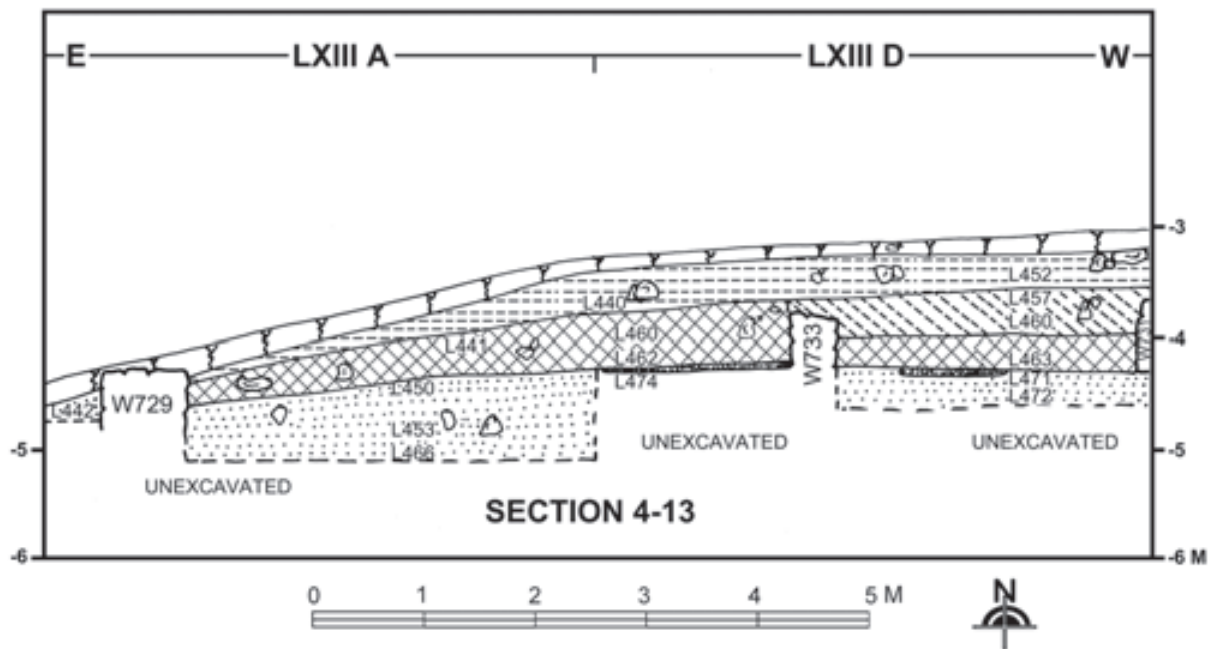 E LXIII A LXIII D W
-3
L452
L457
L440
L460
L460
L441
-4
L462
L463
W733
L474
L471
L450
L472
W729
L442
L453
-5
UNEXCAVATED
UNEXCAVATED
-5
L466
UNEXCAVATED
SECTION 4-13
-6
-6 M
0 1 2 3 4 5 M
N